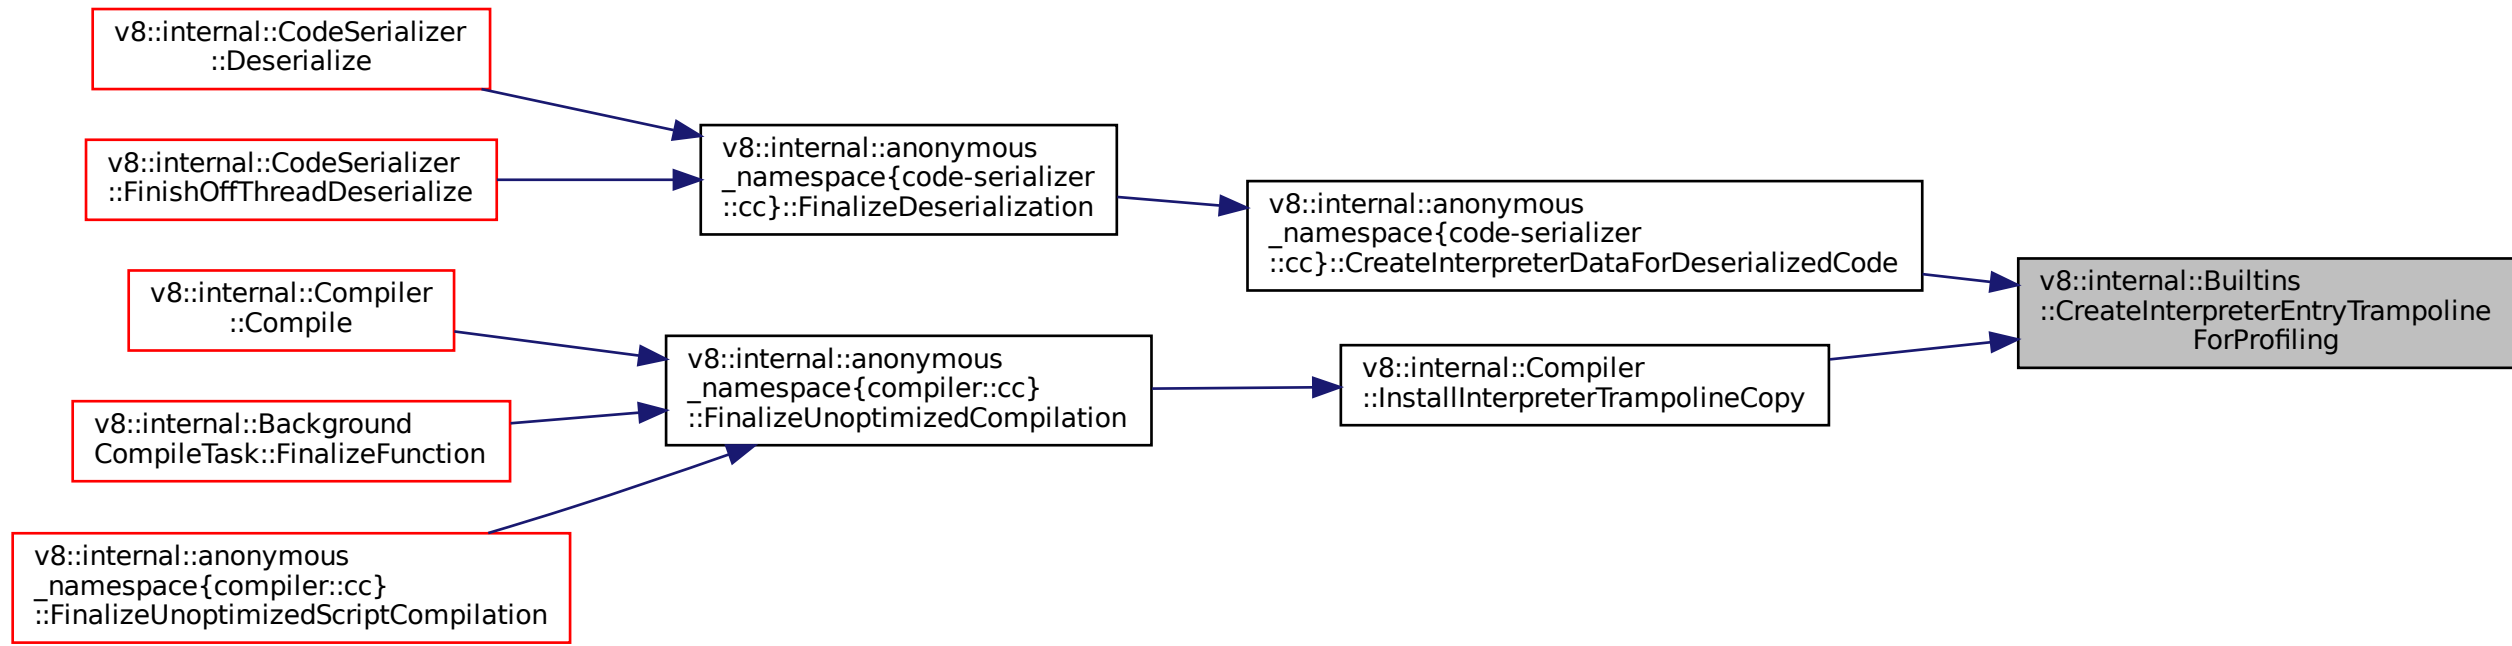 v8::internal::CodeSerializer
::Deserialize
v8::internal::CodeSerializer
::FinishOffThreadDeserialize
v8::internal::Compiler
::Compile
v8::internal::Background
CompileTask::FinalizeFunction
v8::internal::anonymous
_namespace{compiler::cc}
::FinalizeUnoptimizedScriptCompilation
v8::internal::anonymous
_namespace{code-serializer
::cc}::FinalizeDeserialization
v8::internal::anonymous
_namespace{compiler::cc}
::FinalizeUnoptimizedCompilation
v8::internal::anonymous
_namespace{code-serializer
::cc}::CreateInterpreterDataForDeserializedCode
v8::internal::Compiler
::InstallInterpreterTrampolineCopy
v8::internal::Builtins
::CreateInterpreterEntryTrampoline
ForProfiling